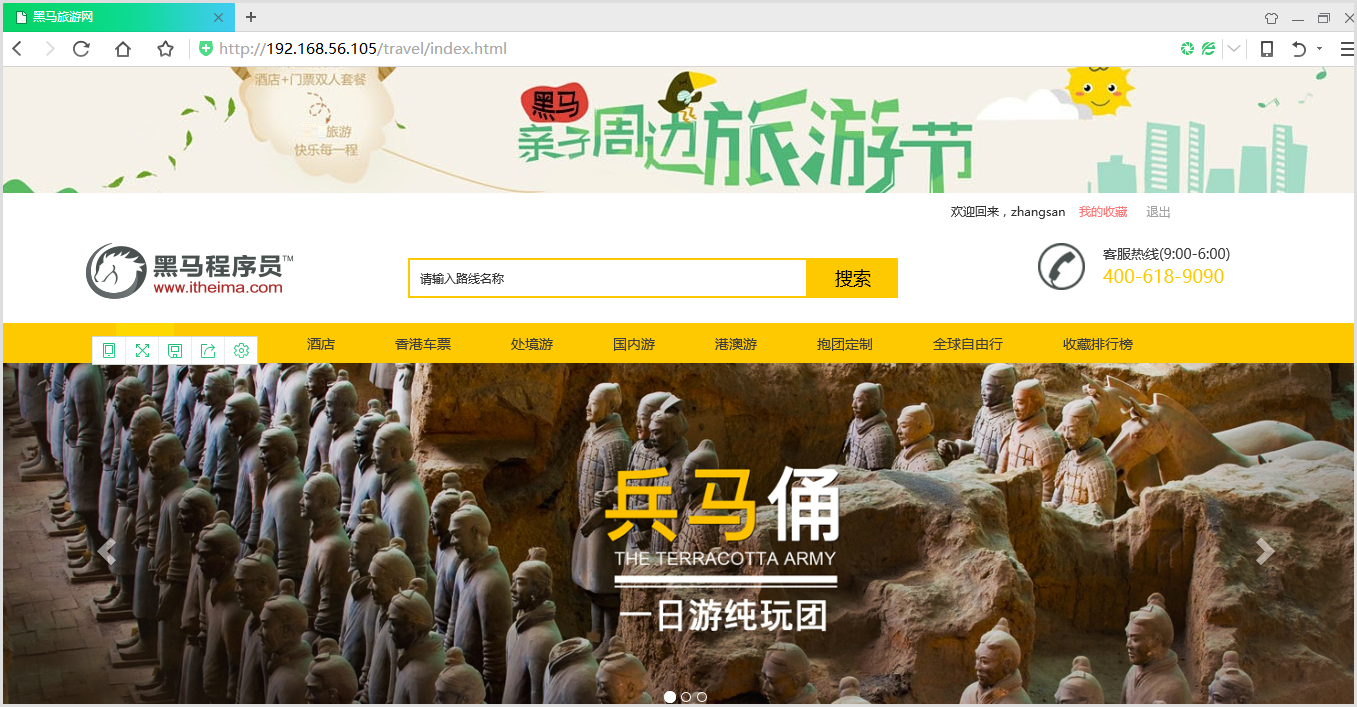 黑马旅游网
http://192.168.56.105/travel/index.html
酒店+门票双人套餐
旅游
快乐每一程
黑马
亲子周边旅游节
欢迎回来，zhangsan 我的收藏 退出
黑马程序员™
www.itheima.com
请输入路线名称
搜索
客服热线(9:00-6:00)
400-618-9090
酒店 香港车票 处境游 国内游 港澳游 抱团定制 全球自由行 收藏排行榜
兵马俑
THE TERRACOTTA ARMY
一日游纯玩团